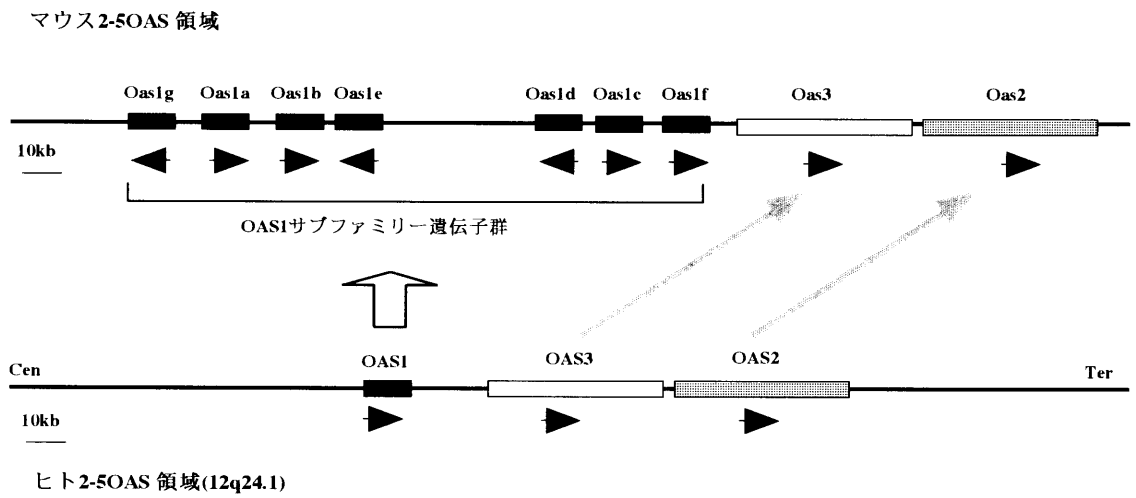 マウス2-5OAS 領域
Oas1g Oas1a Oas1b Oas1e Oas1d Oas1c Oas1f Oas3 Oas2
10kb
OAS1サブファミリー遺伝子群
Cen OAS1 OAS3 OAS2 Ter
10kb
ヒト2-5OAS 領域(12q24.1)